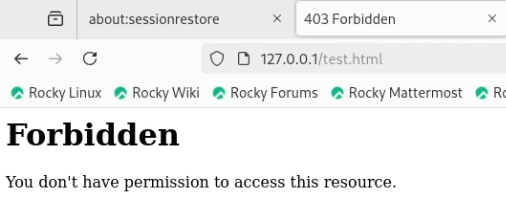 about:sessionrestore
403 Forbidden
127.0.0.1/test.html
Rocky Linux Rocky Wiki Rocky Forums Rocky Mattermost Ro
Forbidden
You don't have permission to access this resource.